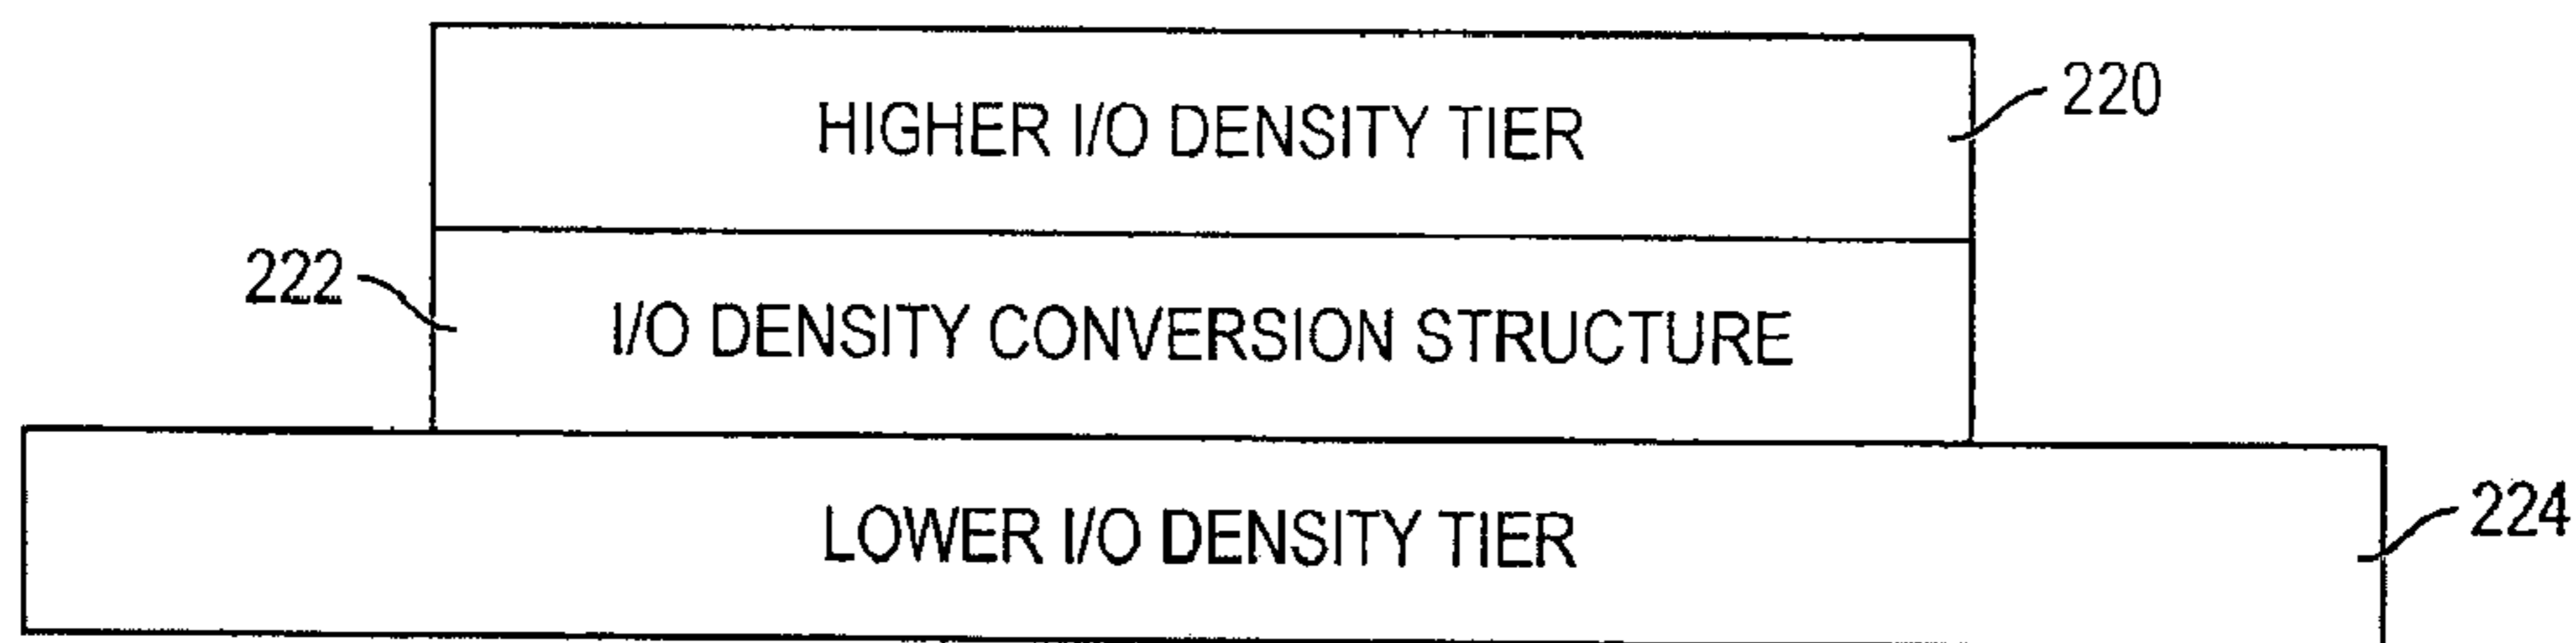 HIGHER I/O DENSITY TIER
220
222
I/O DENSITY CONVERSION STRUCTURE
LOWER I/O DENSITY TIER
224